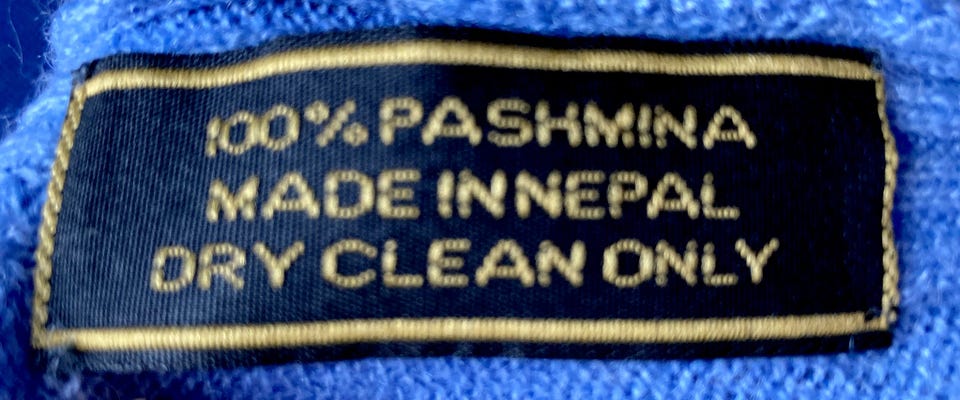 100% PASHMINA
MADE IN NEPAL
DRY CLEAN ONLY